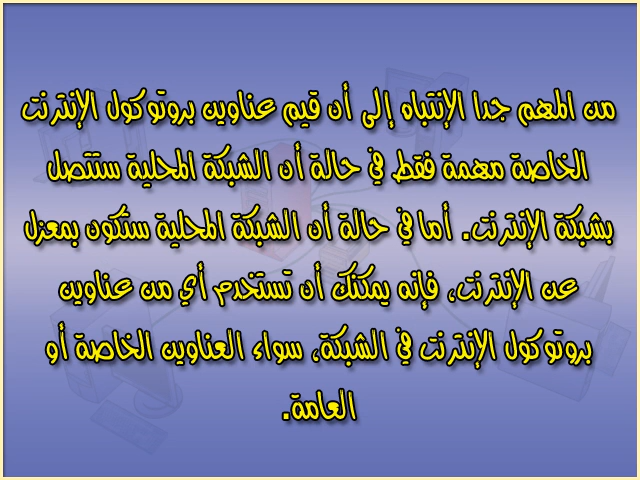 من المهم جدا الإنتباه إلى أن قيم عناوين بروتوكول الإنترنت
الخاصة مهمة فقط في حالة أن الشبكة المحلية ستتصل
بشبكة الإنترنت. أما في حالة أن الشبكة المحلية ستكون بمعزل
عن الإنترنت، فإنه يمكنك أن تستخدم أي من عناوين
بروتوكول الإنترنت في الشبكة، سواء العناوين الخاصة أو
العامة.